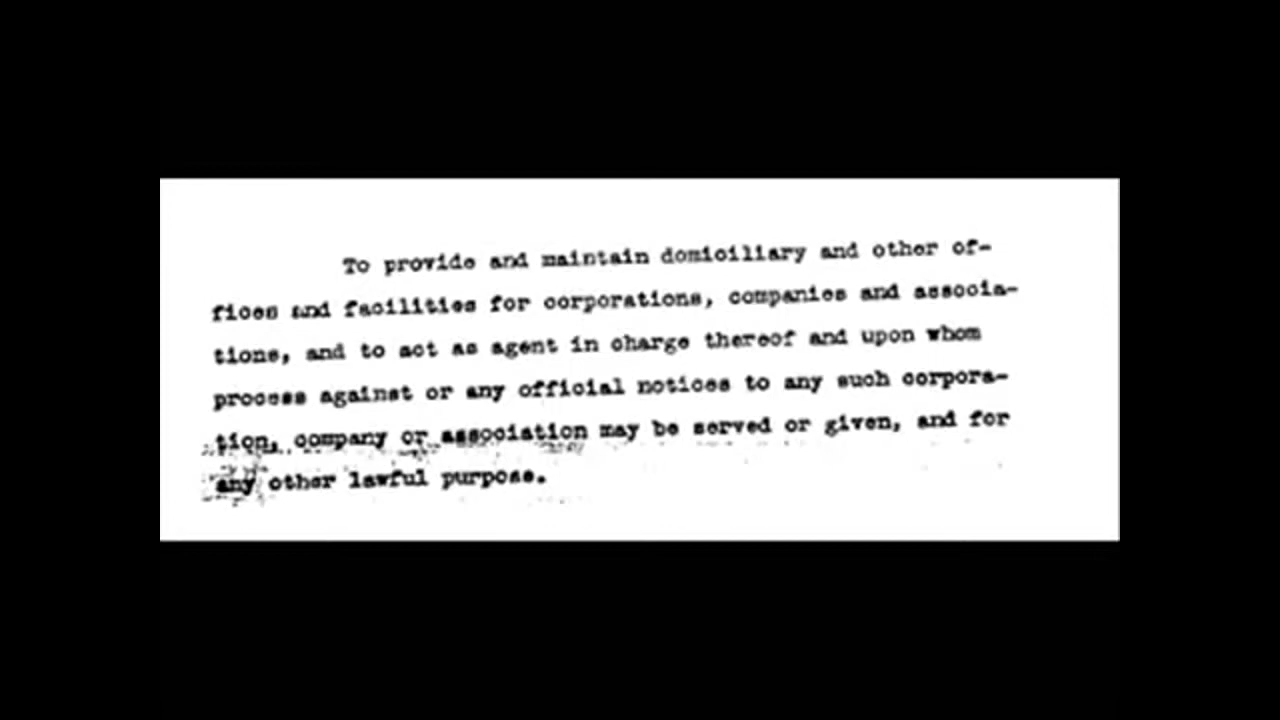 To provide and maintain domiciliary and other of-
fices and facilities for corporations, companies and associa-
tions, and to act as agent in charge thereof and upon whom
process against or any official notices to any such corpora-
tion, company or association may be served or given, and for
any other lawful purpose.